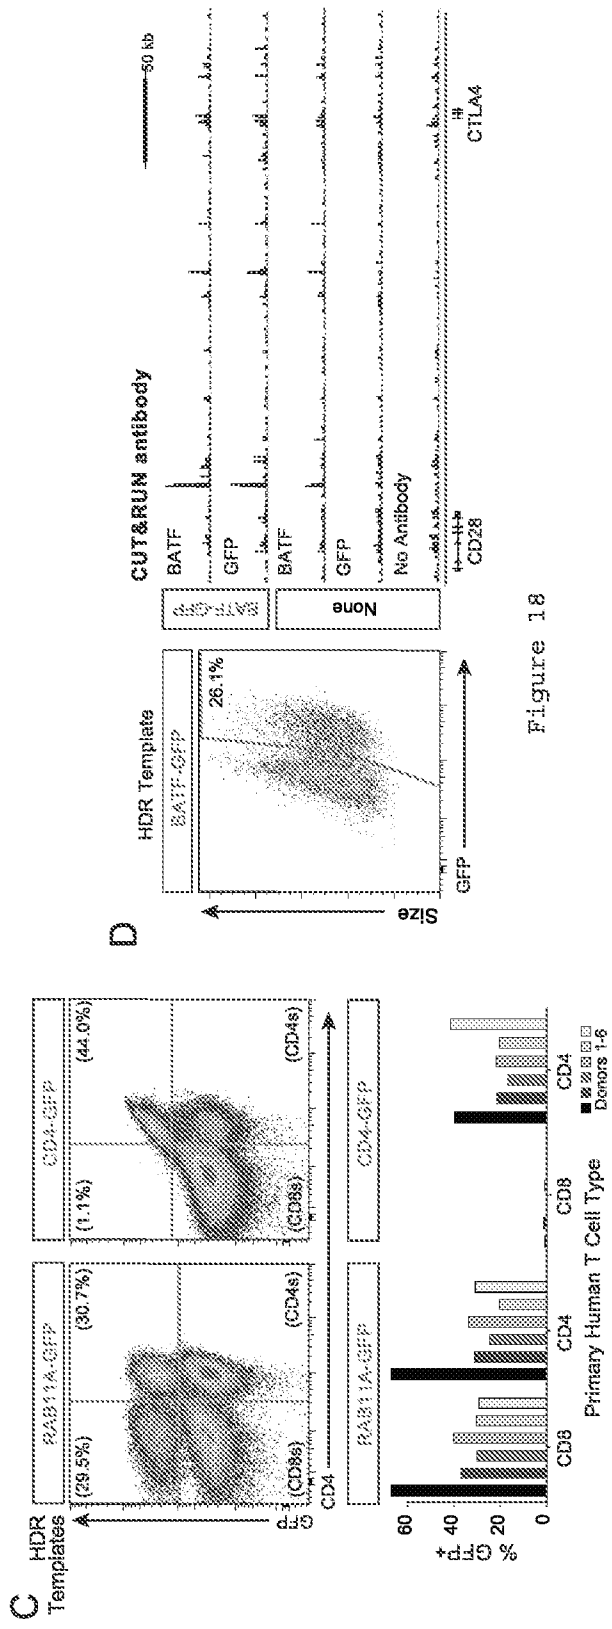 C
HDR
Templates
RAB11A-GFP
CD4-GFP
(29.5%)
(30.7%)
(1.1%)
(44.0%)
GFP
(CD8s)
(CD4s)
(CD8s)
(CD4s)
CD4
RAB11A-GFP
CD4-GFP
% GFP+
60
40
20
0
CD8
CD4
CD8
CD4
Primary Human T Cell Type
Donors 1-6
D
HDR Template
BATF-GFP
26.1%
Size
GFP
CUT&RUN antibody
50 kb
BATF-GFP
None
BATF
GFP
BATF
GFP
No Antibody
CD28
CTLA4
Figure 18